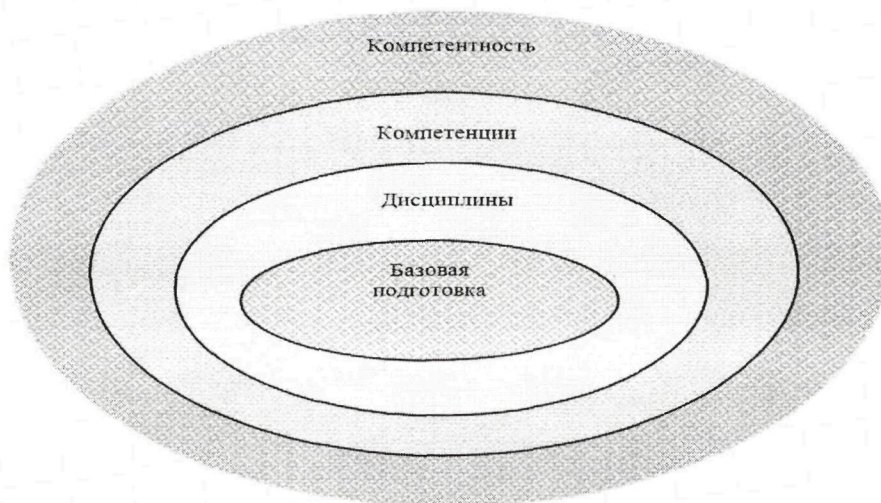 Компетентность
Компетенции
Дисциплины
Базовая
подготовка